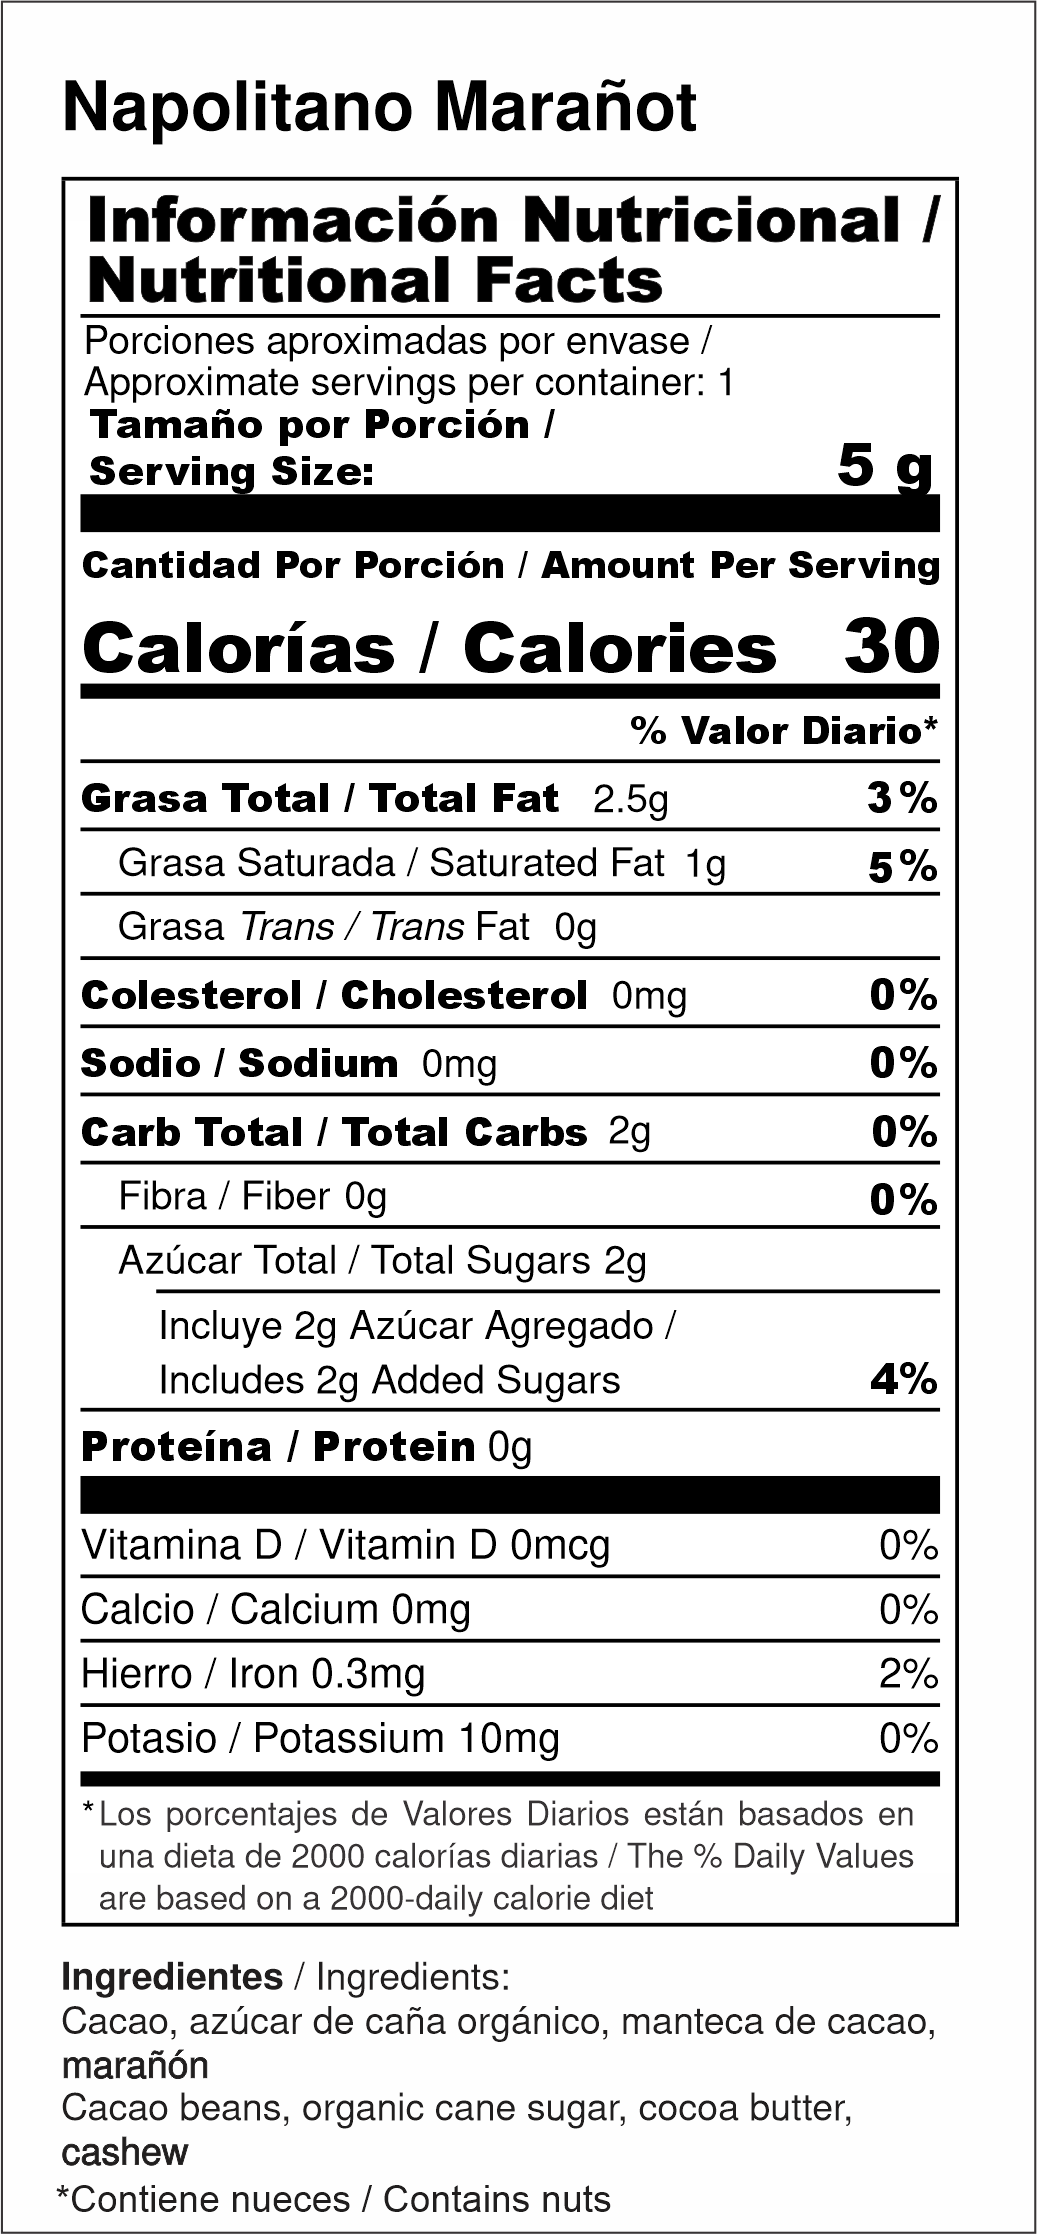 Napolitano Marañot
Información Nutricional /
Nutritional Facts
Porciones aproximadas por envase /
Approximate servings per container: 1
Tamaño por Porción /
Serving Size: 5 g
Cantidad Por Porción / Amount Per Serving
Calorías / Calories 30
% Valor Diario*
Grasa Total / Total Fat 2.5g 3%
Grasa Saturada / Saturated Fat 1g 5%
Grasa Trans / Trans Fat 0g
Colesterol / Cholesterol 0mg 0%
Sodio / Sodium 0mg 0%
Carb Total / Total Carbs 2g 0%
Fibra / Fiber 0g 0%
Azúcar Total / Total Sugars 2g
Incluye 2g Azúcar Agregado /
Includes 2g Added Sugars 4%
Proteína / Protein 0g
Vitamina D / Vitamin D 0mcg 0%
Calcio / Calcium 0mg 0%
Hierro / Iron 0.3mg 2%
Potasio / Potassium 10mg 0%
*Los porcentajes de Valores Diarios están basados en
una dieta de 2000 calorías diarias / The % Daily Values
are based on a 2000-daily calorie diet
Ingredientes / Ingredients:
Cacao, azúcar de caña orgánico, manteca de cacao,
marañón
Cacao beans, organic cane sugar, cocoa butter,
cashew
*Contiene nueces / Contains nuts